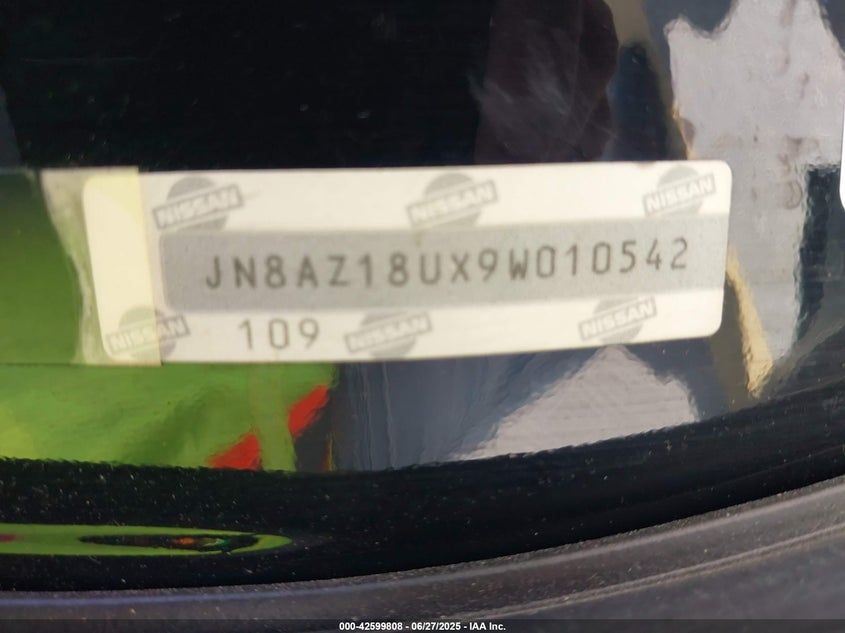 NISSAN NISSAN NISSAN
JN8AZ18UX9W010542
109
NISSAN NISSAN NISSAN
000-42599808 - 06/27/2025 - IAA Inc.